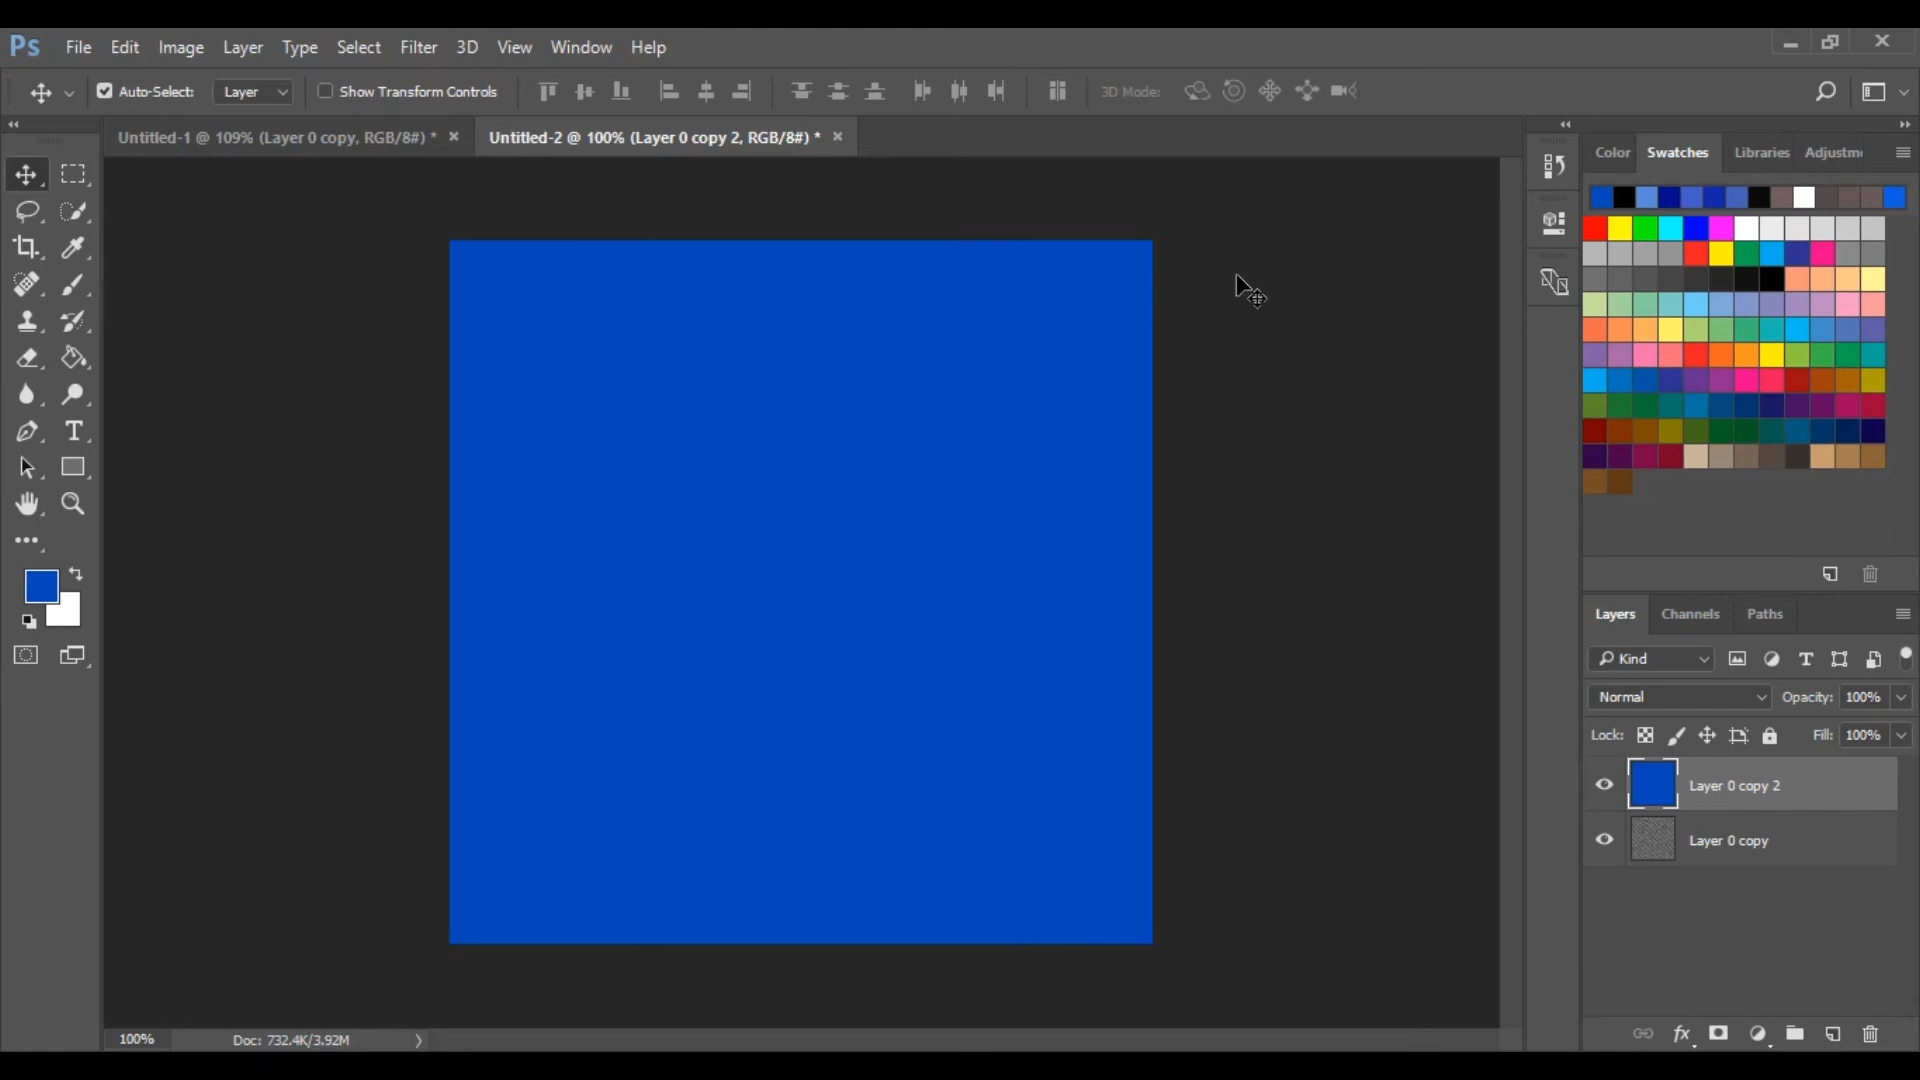 Ps File Edit Image Layer Type Select Filter 3D View Window Help
Auto-Select: Layer Show Transform Controls 3D Mode:
Untitled-1 @ 109% (Layer 0 copy, RGB/8#) * Untitled-2 @ 100% (Layer 0 copy 2, RGB/8#) *
Color Swatches Libraries Adjustm
Layers Channels Paths
Kind
Normal Opacity: 100%
Lock: Fill: 100%
Layer 0 copy 2
Layer 0 copy
fx
100% Doc: 732.4K/3.92M